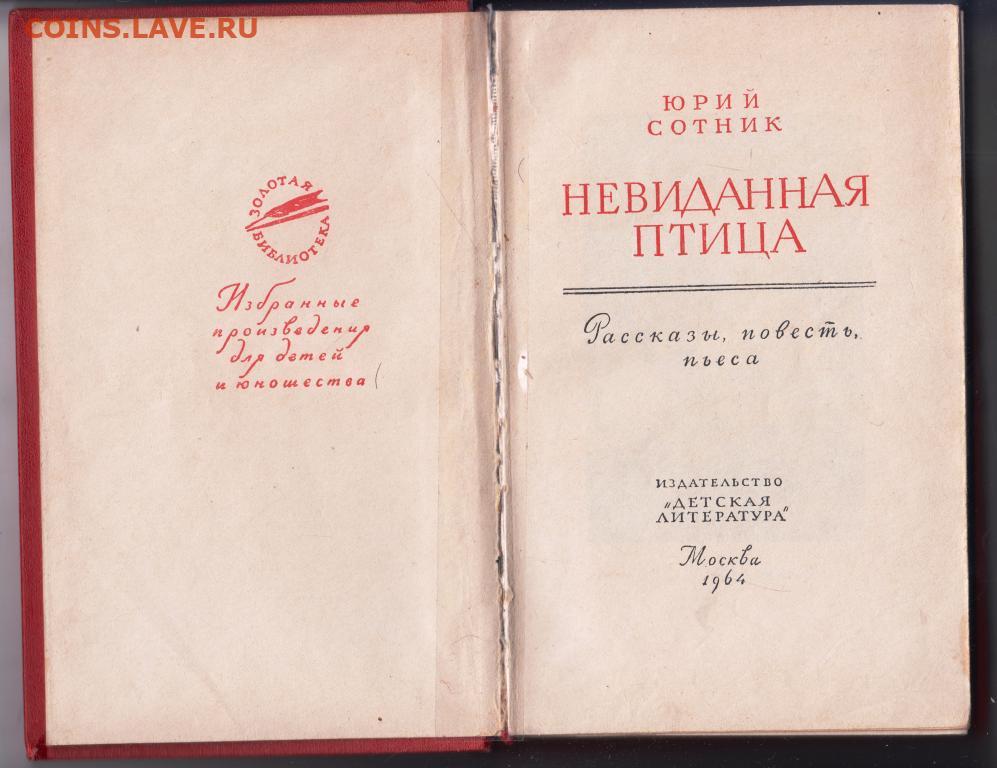 COINS.LAVE.RU
ЗОЛОТАЯ
БИБЛИОТЕКА
Избранные
произведения
для детей
и юношества
ЮРИЙ
СОТНИК
НЕВИДАННАЯ
ПТИЦА
Рассказы, повесть,
пьеса
ИЗДАТЕЛЬСТВО
„ДЕТСКАЯ
ЛИТЕРАТУРА“
Москва
1964